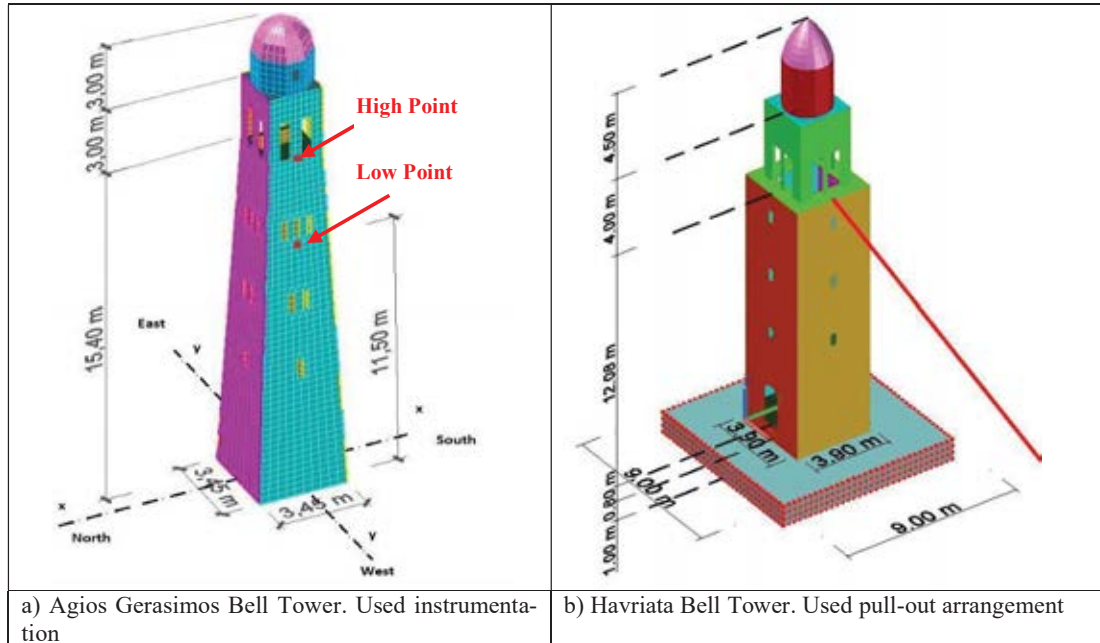 3,00 m
3,00 m
15,40 m
High Point
Low Point
11,50 m
East
y
x
South
3,45 m
3,45 m
x
North
y
West
4.50 m
4.00 m
12.08 m
0.80 m
1.00 m
3.90 m
3.90 m
9.00 m
9.00 m
a) Agios Gerasimos Bell Tower. Used instrumenta-
tion
b) Havriata Bell Tower. Used pull-out arrangement